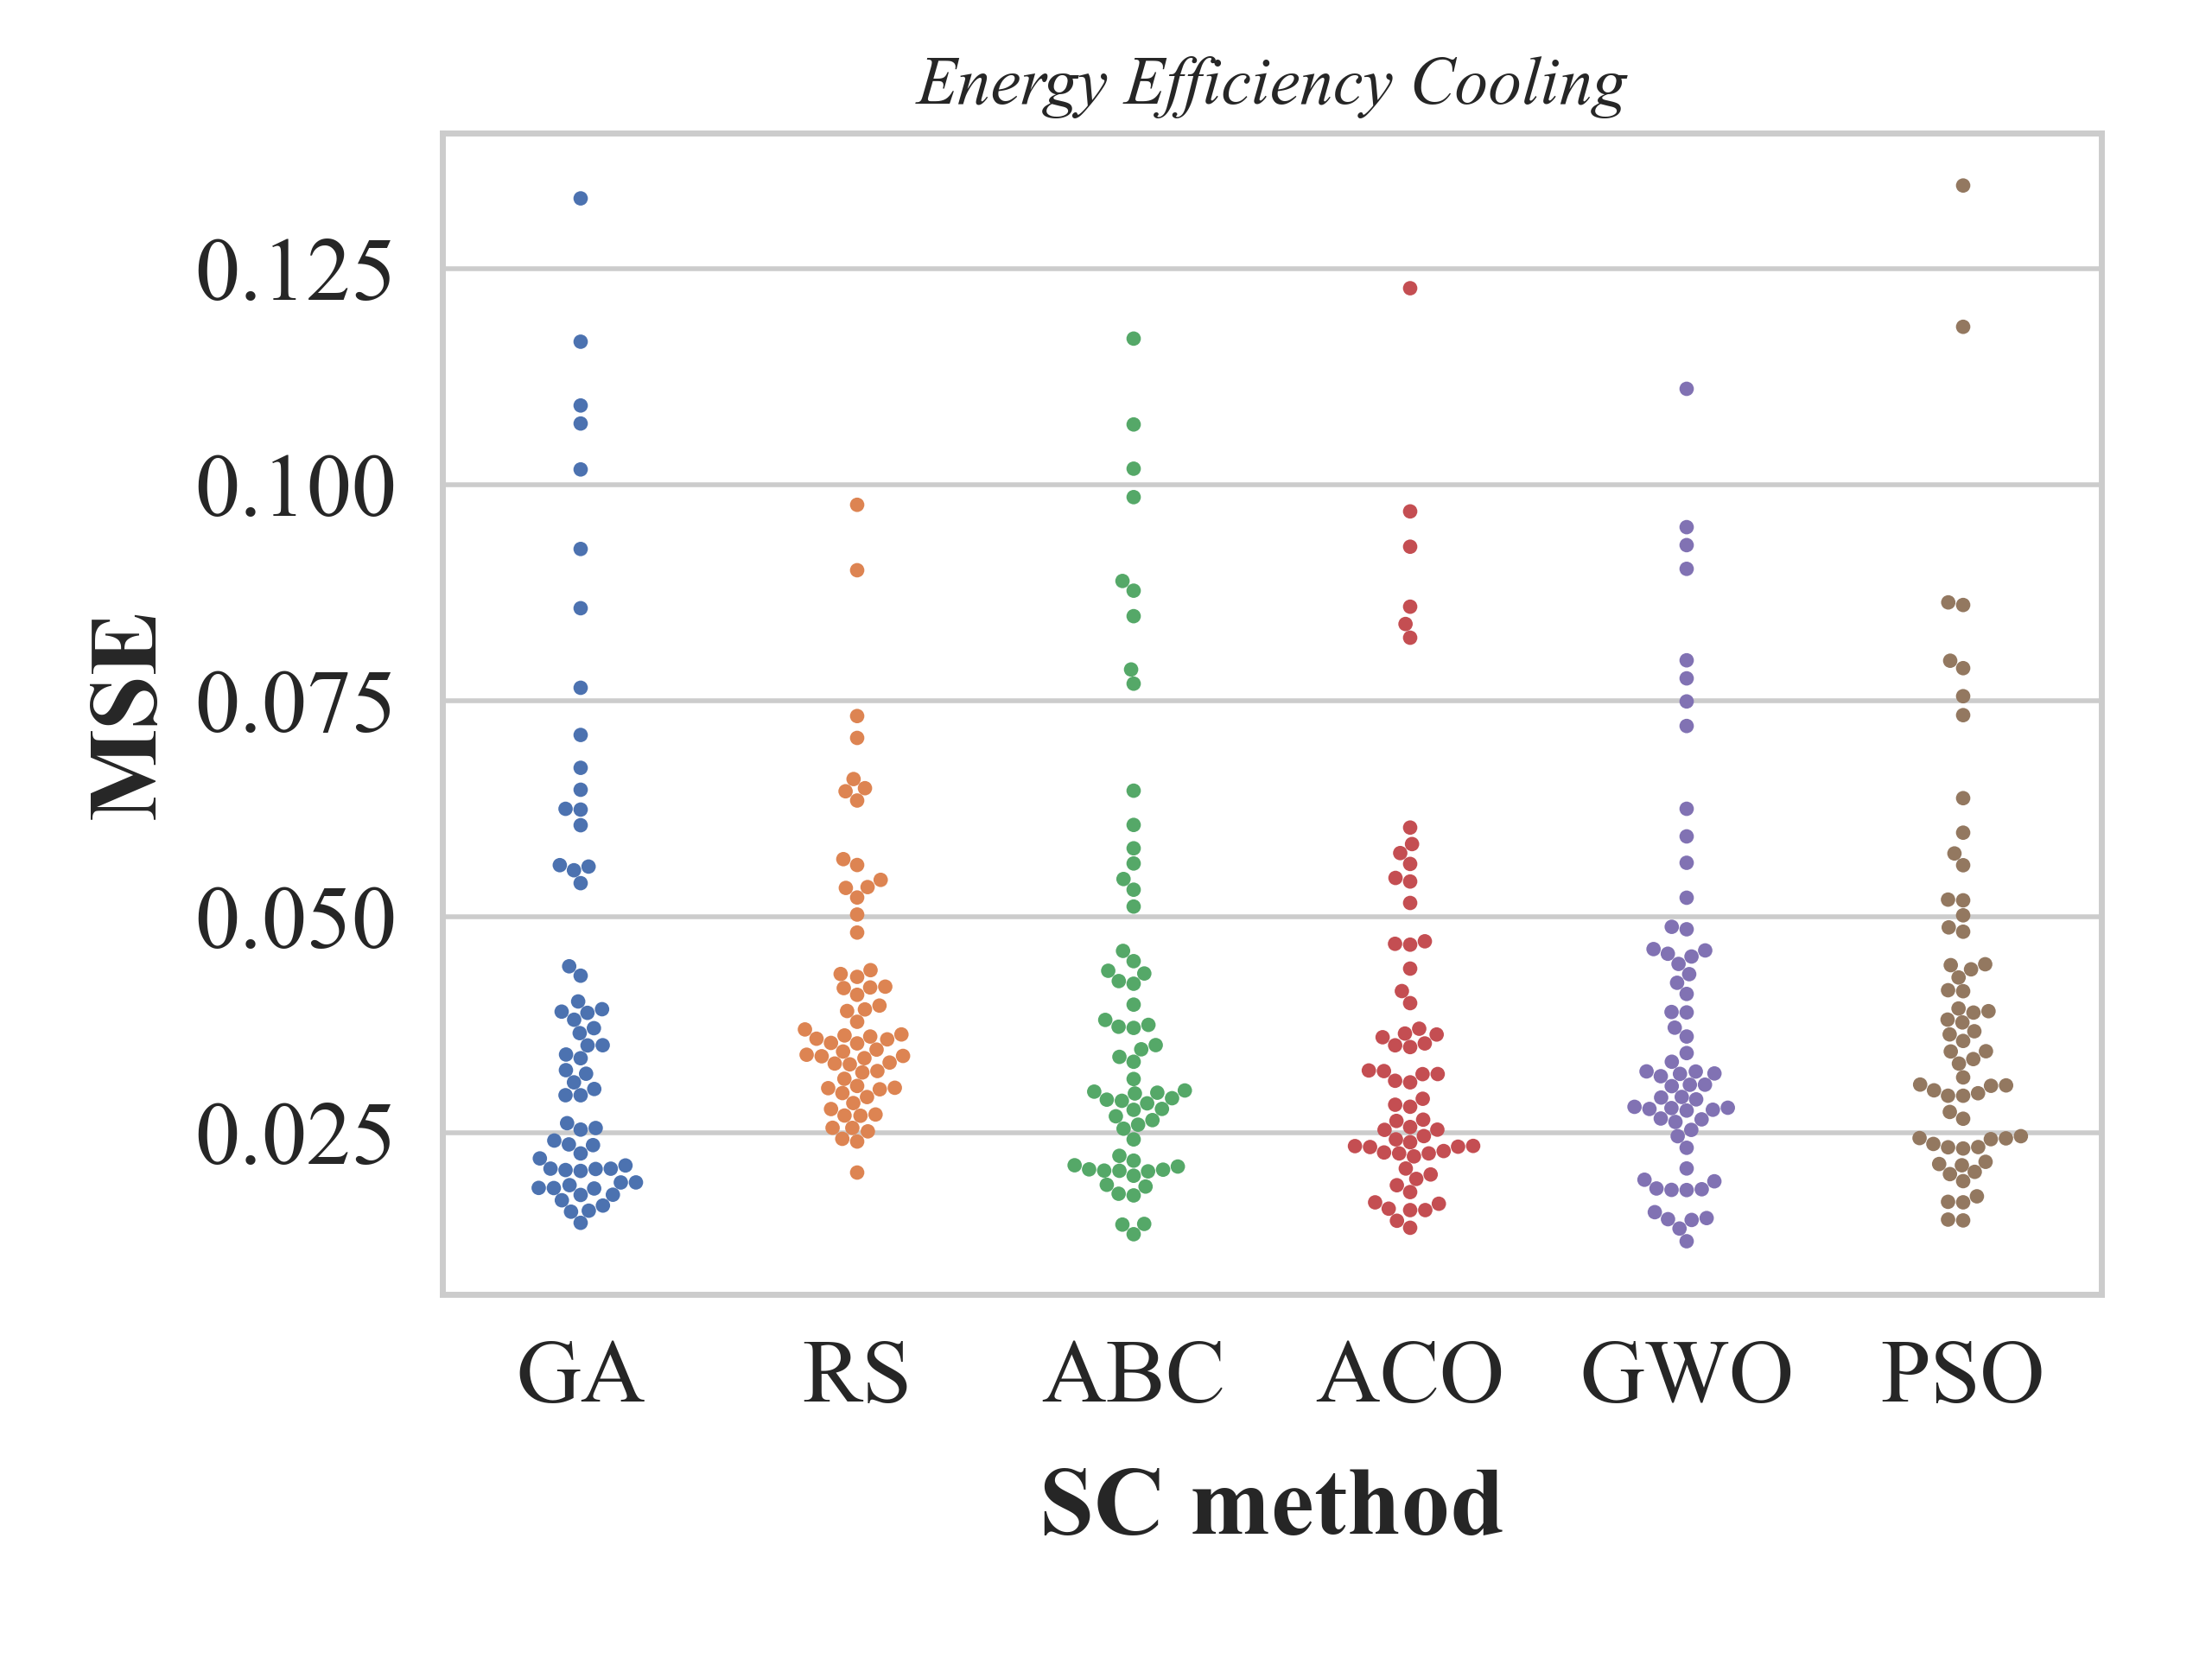 Energy Efficiency Cooling
0.125
0.100
0.075
0.050
0.025
MSE
GA RS ABC ACO GWO PSO
SC method